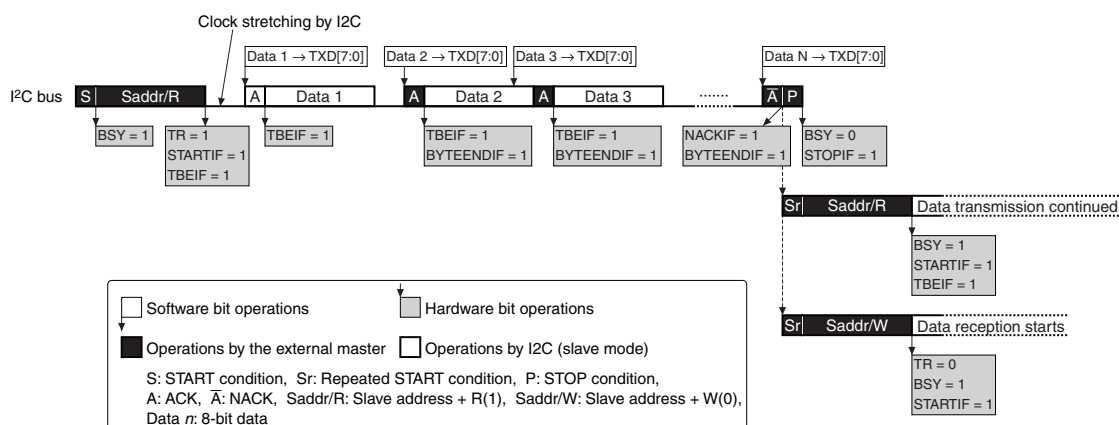 Clock stretching by I2C
Data 1 → TXD[7:0]
Data 2 → TXD[7:0]
Data 3 → TXD[7:0]
Data N → TXD[7:0]
I²C bus
S
Saddr/R
A
Data 1
A
Data 2
A
Data 3
........
A̅
P
BSY = 1
TR = 1
STARTIF = 1
TBEIF = 1
TBEIF = 1
TBEIF = 1
BYTEENDIF = 1
TBEIF = 1
BYTEENDIF = 1
NACKIF = 1
BYTEENDIF = 1
BSY = 0
STOPIF = 1
Sr
Saddr/R
Data transmission continued
BSY = 1
STARTIF = 1
TBEIF = 1
Sr
Saddr/W
Data reception starts
TR = 0
BSY = 1
STARTIF = 1
Software bit operations
Hardware bit operations
Operations by the external master
Operations by I2C (slave mode)
S: START condition, Sr: Repeated START condition, P: STOP condition,
A: ACK, A̅: NACK, Saddr/R: Slave address + R(1), Saddr/W: Slave address + W(0),
Data n: 8-bit data